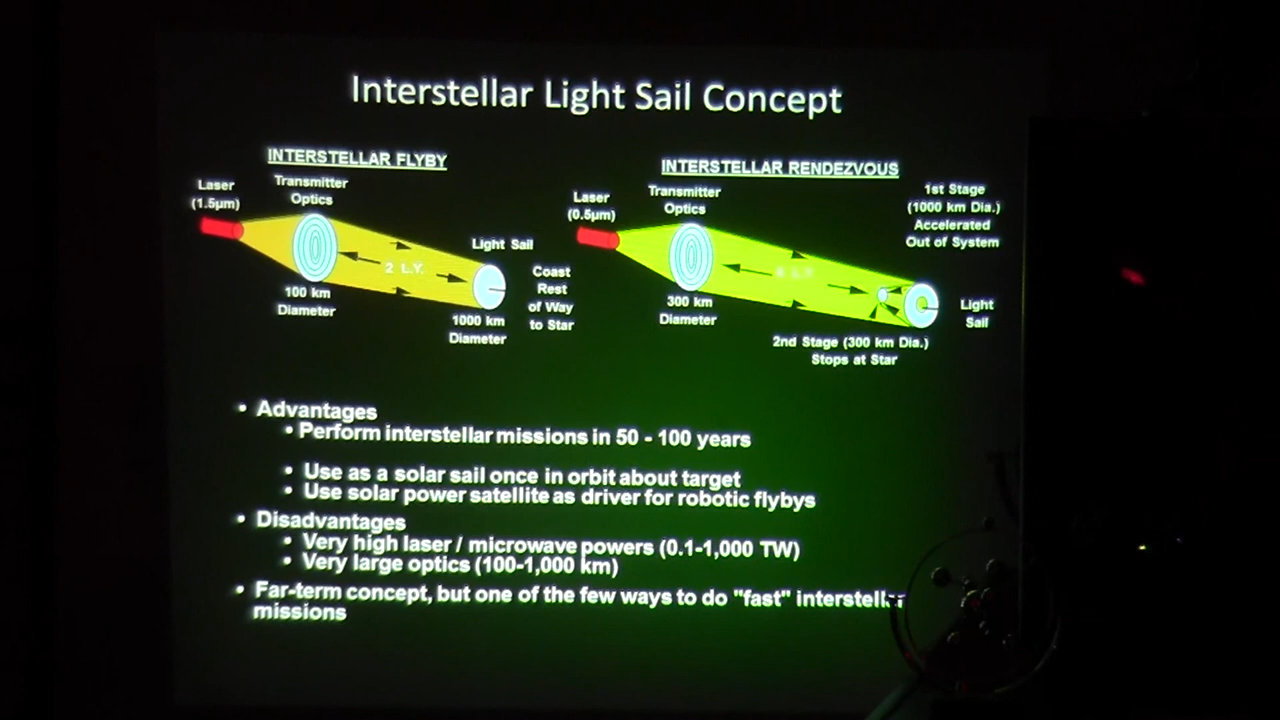 Interstellar Light Sail Concept
INTERSTELLAR FLYBY
Laser
(1.5µm)
Transmitter
Optics
2 L.Y.
Light Sail
100 km
Diameter
1000 km
Diameter
Coast
Rest
of Way
to Star
INTERSTELLAR RENDEZVOUS
Laser
(0.5µm)
Transmitter
Optics
1st Stage
(1000 km Dia.)
Accelerated
Out of System
L.Y.
300 km
Diameter
Light
Sail
2nd Stage (300 km Dia.)
Stops at Star
• Advantages
• Perform interstellar missions in 50 - 100 years
• Use as a solar sail once in orbit about target
• Use solar power satellite as driver for robotic flybys
• Disadvantages
• Very high laser / microwave powers (0.1-1,000 TW)
• Very large optics (100-1,000 km)
• Far-term concept, but one of the few ways to do "fast" interstellar
missions